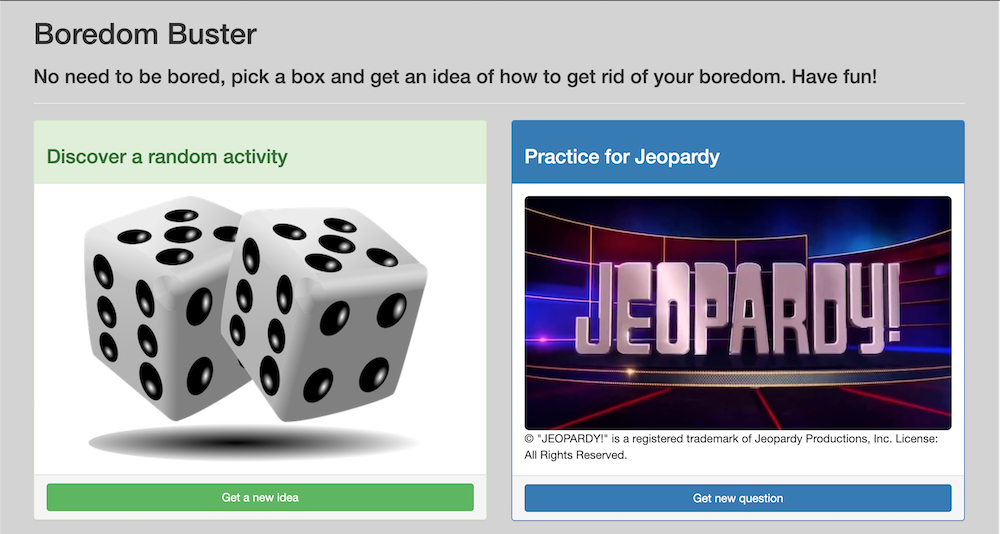 Boredom Buster
No need to be bored, pick a box and get an idea of how to get rid of your boredom. Have fun!
Discover a random activity
Get a new idea
Practice for Jeopardy
JEOPARDY!
© "JEOPARDY!" is a registered trademark of Jeopardy Productions, Inc. License:
All Rights Reserved.
Get new question